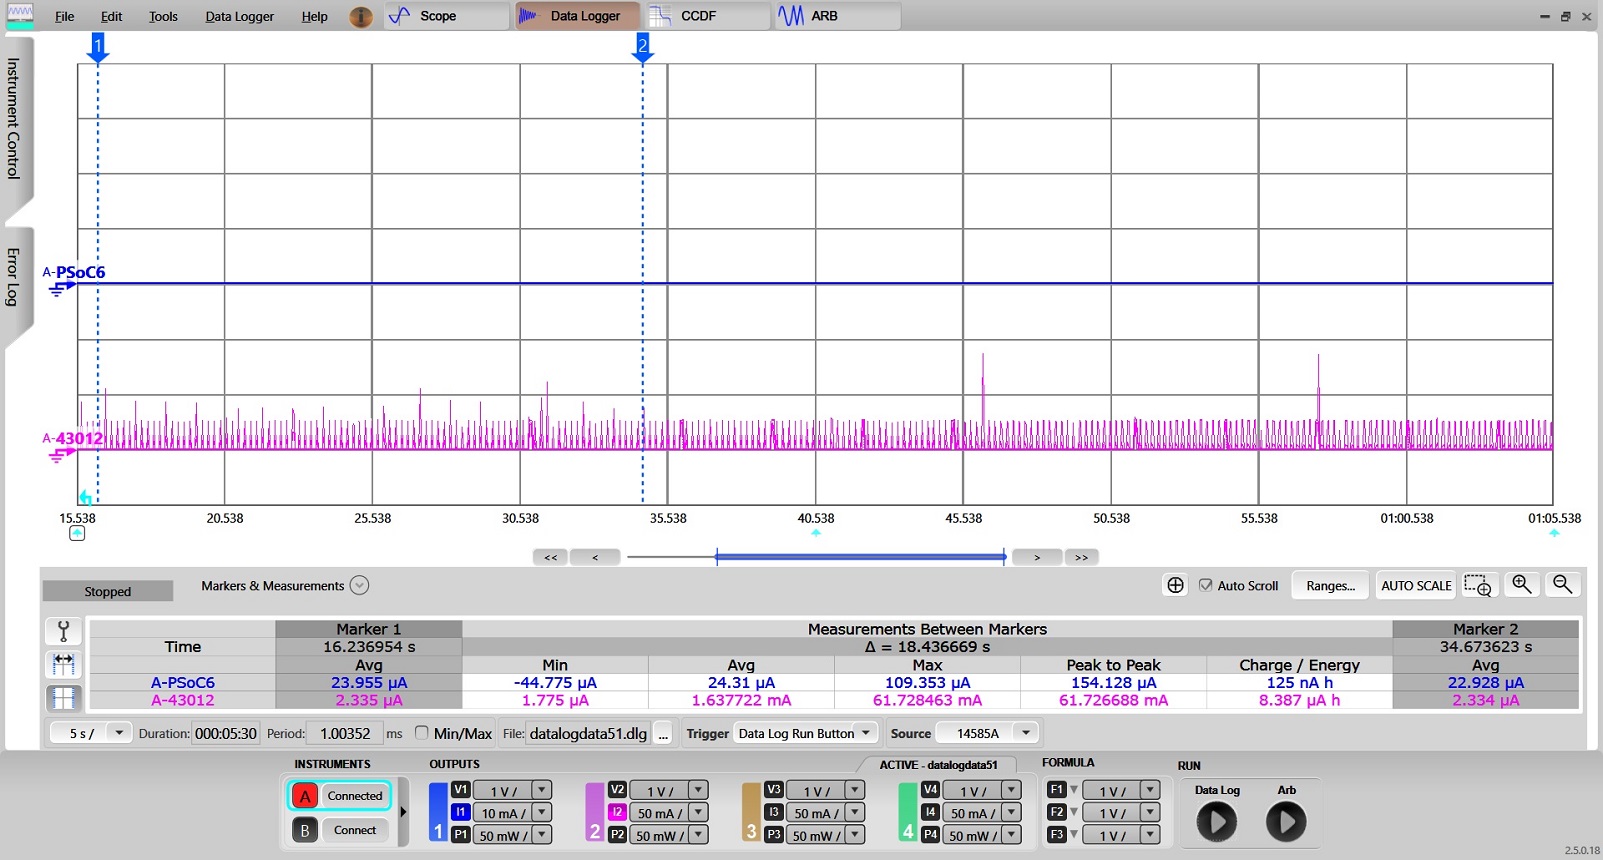 File Edit Tools Data Logger Help Scope Data Logger CCDF ARB
1 2
Instrument Control
Error Log
A-PSoC6
A-43012
15.538 20.538 25.538 30.538 35.538 40.538 45.538 50.538 55.538 01:00.538 01:05.538
<< < > >>
Stopped Markers & Measurements Auto Scroll Ranges... AUTO SCALE
Marker 1 Measurements Between Markers Marker 2
Time 16.236954 s Δ = 18.436669 s 34.673623 s
Avg Min Avg Max Peak to Peak Charge / Energy Avg
A-PSoC6 23.955 µA -44.775 µA 24.31 µA 109.353 µA 154.128 µA 125 nA h 22.928 µA
A-43012 2.335 µA 1.775 µA 1.637722 mA 61.728463 mA 61.726688 mA 8.387 µA h 2.334 µA
5 s / Duration: 000:05:30 Period: 1.00352 ms Min/Max File: datalogdata51.dlg ... Trigger Data Log Run Button Source 14585A
INSTRUMENTS OUTPUTS ACTIVE - datalogdata51 FORMULA RUN
A Connected V1 1 V / V2 1 V / V3 1 V / V4 1 V / F1 1 V / Data Log Arb
I1 10 mA / I2 50 mA / I3 50 mA / I4 50 mA / F2 1 V /
B Connect 1 P1 50 mW / 2 P2 50 mW / 3 P3 50 mW / 4 P4 50 mW / F3 1 V /
2.5.0.18